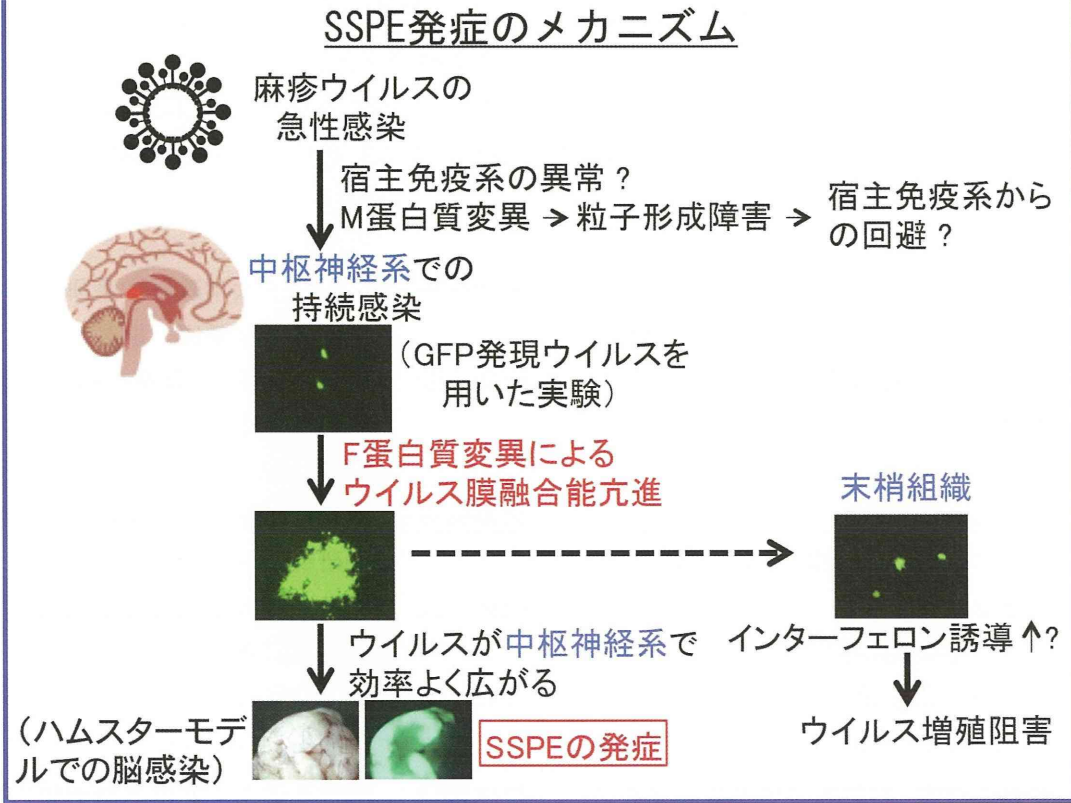 SSPE発症のメカニズム
麻疹ウイルスの
急性感染
宿主免疫系の異常?
M蛋白質変異 → 粒子形成障害 →
宿主免疫系から
の回避?
中枢神経系での
持続感染
(GFP発現ウイルスを
用いた実験)
F蛋白質変異による
ウイルス膜融合能亢進
末梢組織
ウイルスが中枢神経系で
効率よく広がる
インターフェロン誘導↑?
ウイルス増殖阻害
(ハムスターモデ
ルでの脳感染)
SSPEの発症